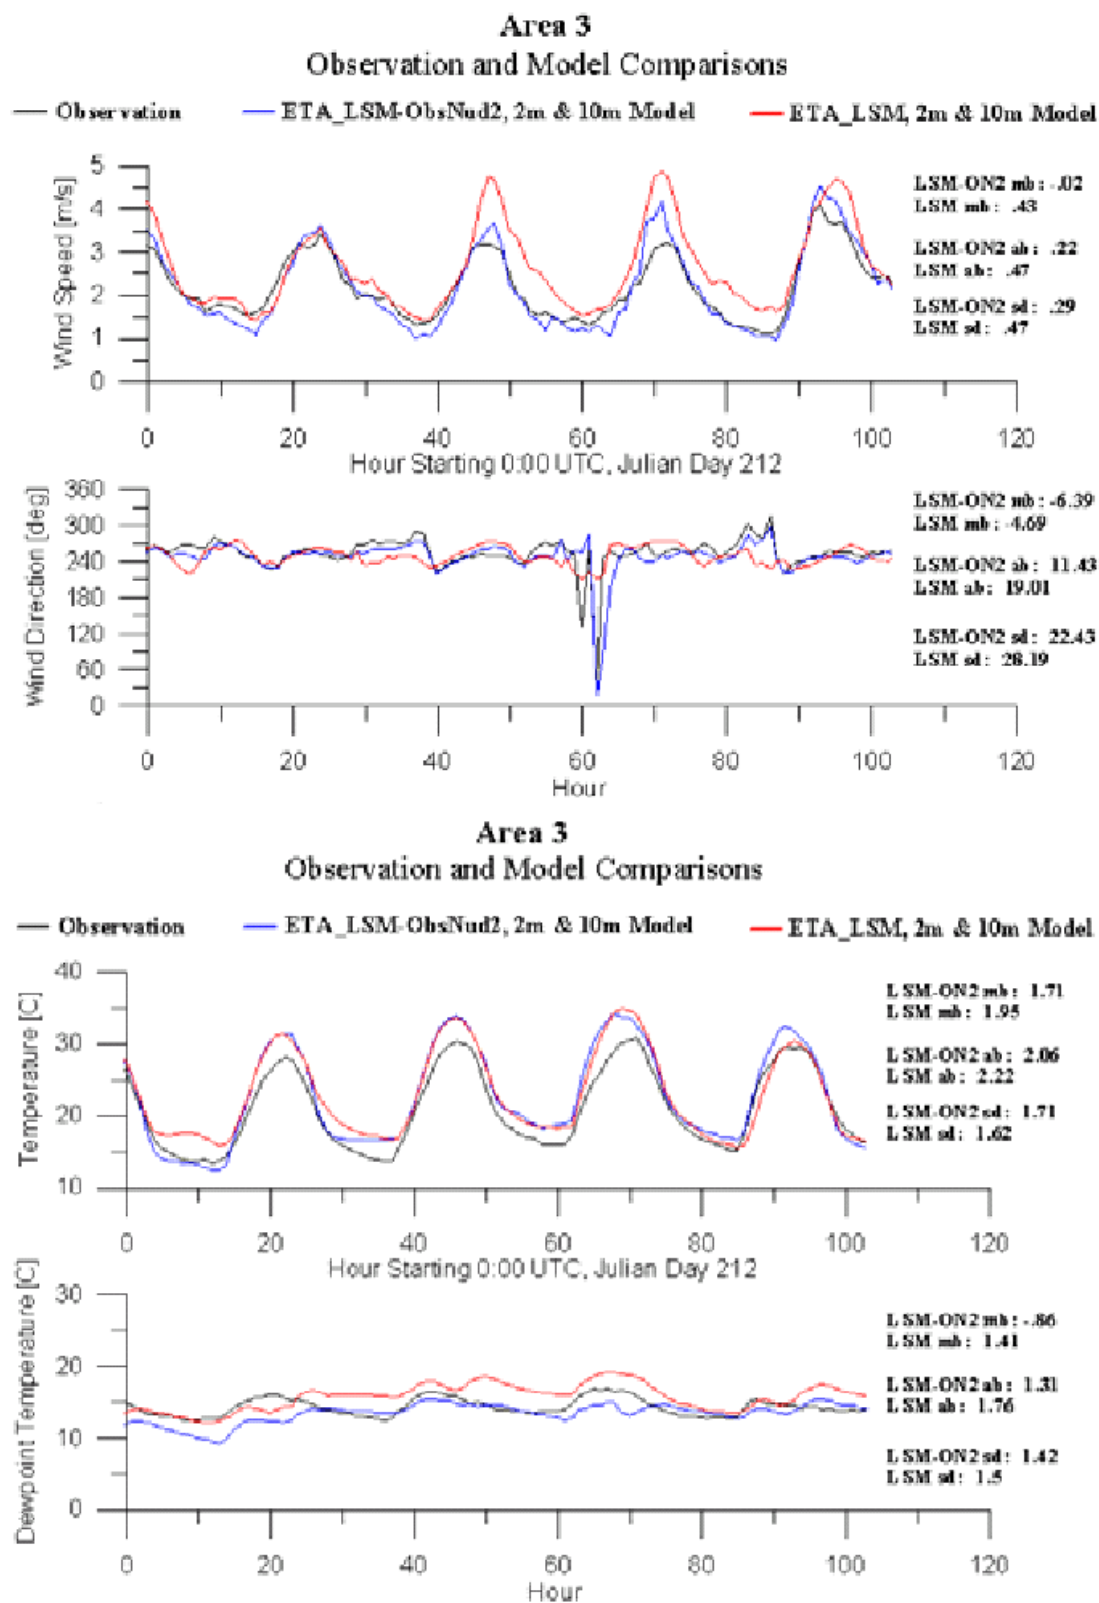 Area 3
Observation and Model Comparisons
Observation ETA_LSM-ObsNud2, 2m & 10m Model ETA_LSM, 2m & 10m Model
Wind Speed [m/s]
5
4
3
2
1
0
LSM-ON2 mb: -.02
LSM mb: .43
LSM-ON2 ab: .22
LSM ab: .47
LSM-ON2 sd: .29
LSM sd: .47
0 20 40 60 80 100 120
Hour Starting 0:00 UTC, Julian Day 212
Wind Direction [deg]
360
300
240
180
120
60
0
LSM-ON2 mb: -6.39
LSM mb: -4.69
LSM-ON2 ab: 11.43
LSM ab: 19.01
LSM-ON2 sd: 22.43
LSM sd: 28.19
0 20 40 60 80 100 120
Hour
Area 3
Observation and Model Comparisons
Observation ETA_LSM-ObsNud2, 2m & 10m Model ETA_LSM, 2m & 10m Model
Temperature [C]
40
30
20
10
LSM-ON2 mb: 1.71
LSM mb: 1.95
LSM-ON2 ab: 2.06
LSM ab: 2.22
LSM-ON2 sd: 1.71
LSM sd: 1.62
0 20 40 60 80 100 120
Hour Starting 0:00 UTC, Julian Day 212
Dewpoint Temperature [C]
30
20
10
0
LSM-ON2 mb: -.86
LSM mb: 1.41
LSM-ON2 ab: 1.31
LSM ab: 1.76
LSM-ON2 sd: 1.42
LSM sd: 1.5
0 20 40 60 80 100 120
Hour